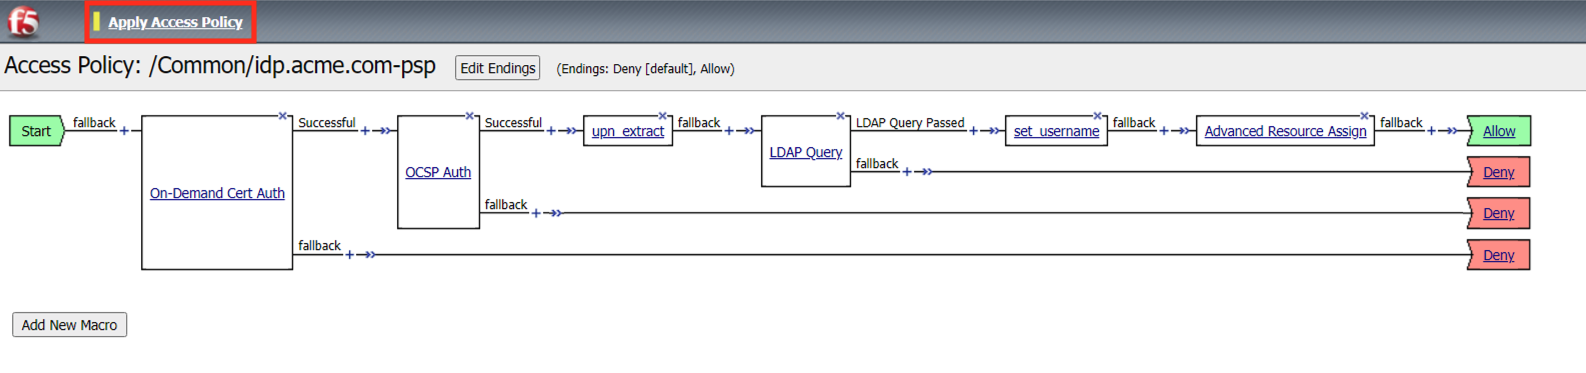 f5 Apply Access Policy
Access Policy: /Common/idp.acme.com-psp Edit Endings (Endings: Deny [default], Allow)
Start fallback + Successful + Successful + upn_extract fallback + LDAP Query Passed + set_username fallback + Advanced Resource Assign fallback + Allow
LDAP Query
fallback + Deny
OCSP Auth
On-Demand Cert Auth
fallback + Deny
fallback + Deny
Add New Macro